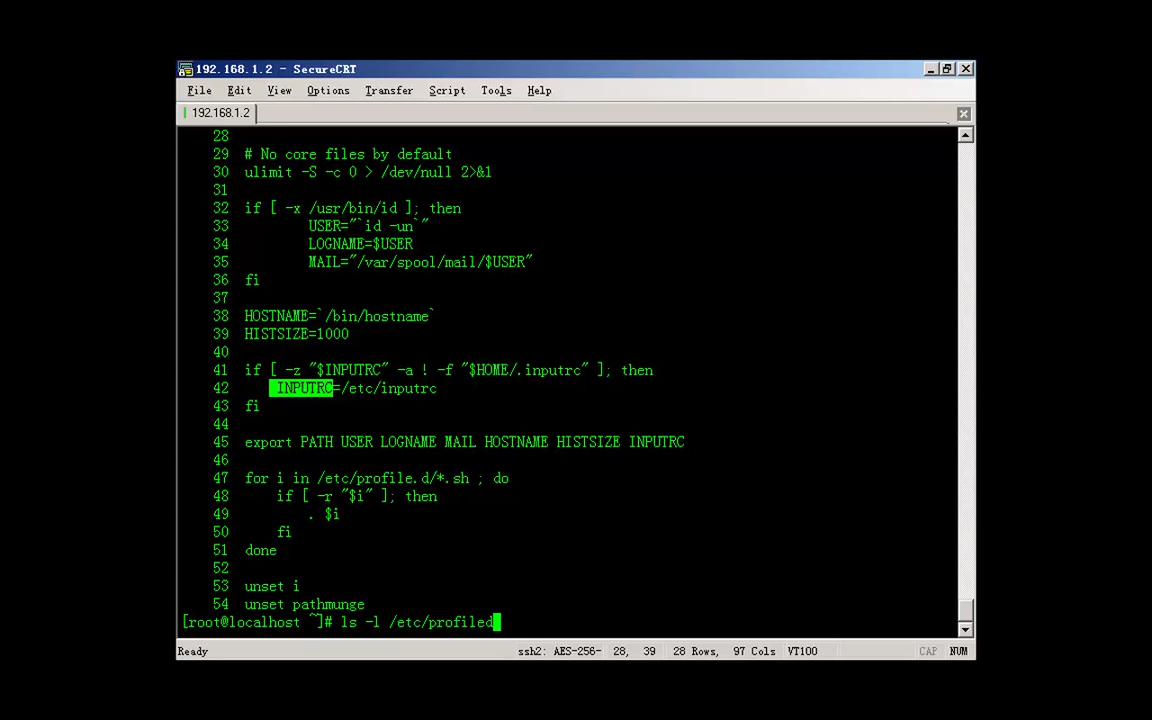 192.168.1.2 - SecureCRT
File Edit View Options Transfer Script Tools Help
192.168.1.2
28
29 # No core files by default
30 ulimit -S -c 0 > /dev/null 2>&1
31
32 if [ -x /usr/bin/id ]; then
33 USER="`id -un`"
34 LOGNAME=$USER
35 MAIL="/var/spool/mail/$USER"
36 fi
37
38 HOSTNAME=`/bin/hostname`
39 HISTSIZE=1000
40
41 if [ -z "$INPUTRC" -a ! -f "$HOME/.inputrc" ]; then
42 INPUTRC=/etc/inputrc
43 fi
44
45 export PATH USER LOGNAME MAIL HOSTNAME HISTSIZE INPUTRC
46
47 for i in /etc/profile.d/*.sh ; do
48 if [ -r "$i" ]; then
49 . $i
50 fi
51 done
52
53 unset i
54 unset pathmunge
[root@localhost ~]# ls -l /etc/profiled
Ready ssh2: AES-256- 28, 39 28 Rows, 97 Cols VT100 CAP NUM